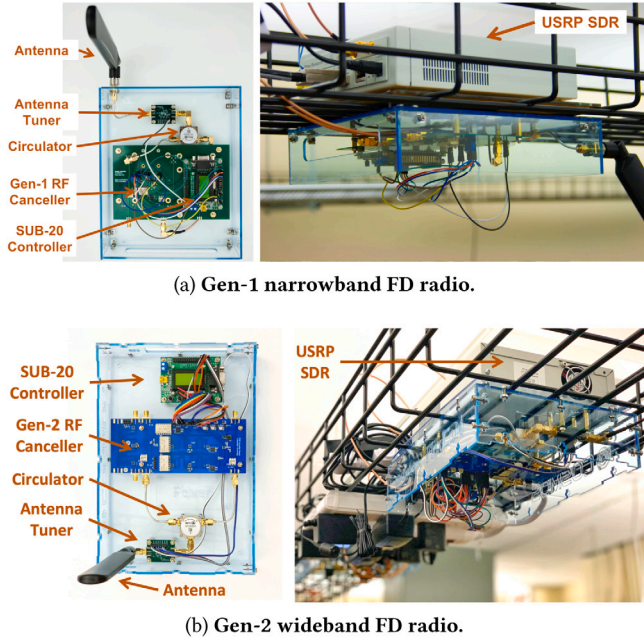 Antenna
Antenna
Tuner
Circulator
Gen-1 RF
Canceller
SUB-20
Controller
USRP SDR
(a) Gen-1 narrowband FD radio.
SUB-20
Controller
Gen-2 RF
Canceller
Circulator
Antenna
Tuner
Antenna
USRP
SDR
(b) Gen-2 wideband FD radio.